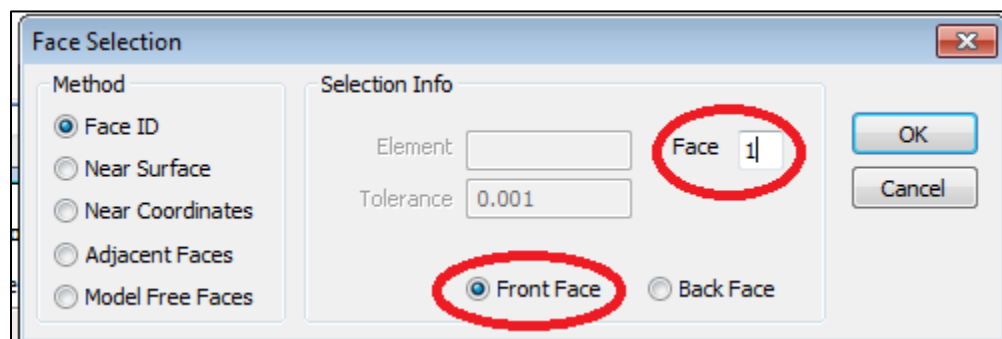 Face Selection
Method
Face ID
Near Surface
Near Coordinates
Adjacent Faces
Model Free Faces
Selection Info
Element
Face 1
Tolerance 0.001
Front Face
Back Face
OK
Cancel